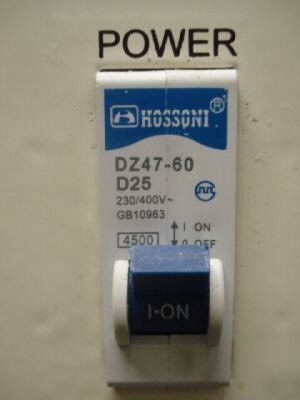 POWER
HOSSONI®
DZ47-60
D25
230/400V~
GB10963
4500
I ON
0 OFF
I·ON